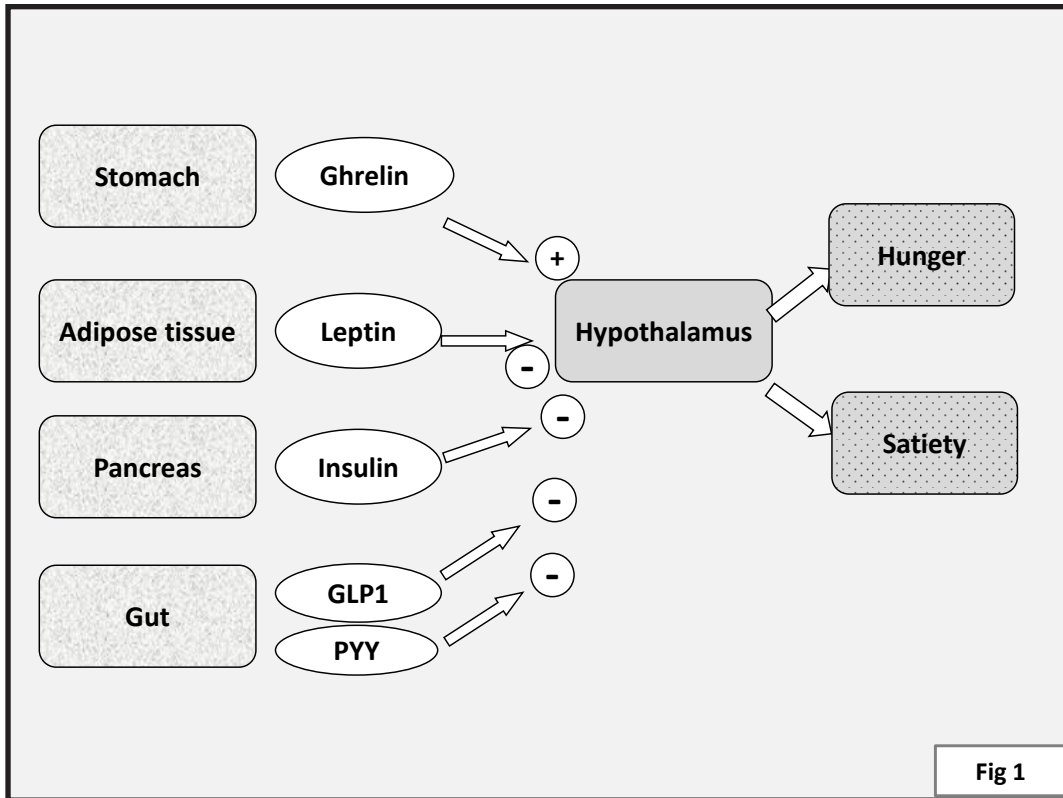 Stomach
Ghrelin
+
Hunger
Adipose tissue
Leptin
Hypothalamus
-
-
Pancreas
Insulin
Satiety
-
Gut
GLP1
-
PYY
Fig 1